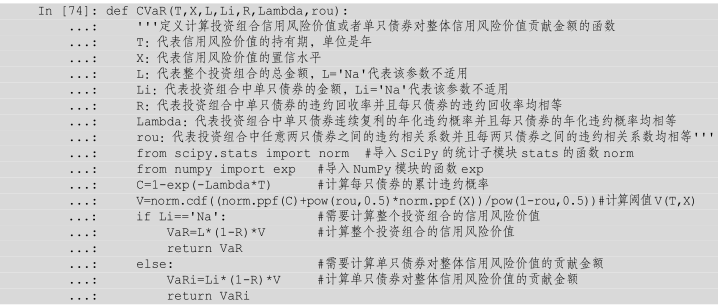 In [74]: def CVaR(T,X,L,Li,R,Lambda,rou):
    ...:     '''定义计算投资组合信用风险价值或者单只债券对整体信用风险价值贡献金额的函数
    ...:     T: 代表信用风险价值的持有期，单位是年
    ...:     X: 代表信用风险价值的置信水平
    ...:     L: 代表整个投资组合的总金额，L='Na'代表该参数不适用
    ...:     Li: 代表投资组合中单只债券的金额，Li='Na'代表该参数不适用
    ...:     R: 代表投资组合中单只债券的违约回收率并且每只债券的违约回收率均相等
    ...:     Lambda: 代表投资组合中单只债券连续复利的年化违约概率并且每只债券的年化违约概率均相等
    ...:     rou: 代表投资组合中任意两只债券之间的违约相关系数并且每两只债券之间的违约相关系数均相等'''
    ...:     from scipy.stats import norm  #导入 SciPy 的统计子模块 stats 的函数 norm
    ...:     from numpy import exp  #导入 NumPy 模块的函数 exp
    ...:     C=1-exp(-Lambda*T)     #计算每只债券的累计违约概率
    ...:     V=norm.cdf((norm.ppf(C)+pow(rou,0.5)*norm.ppf(X))/pow(1-rou,0.5))#计算阈值 V(T,X)
    ...:     if Li=='Na':           #需要计算整个投资组合的信用风险价值
    ...:         VaR=L*(1-R)*V      #计算整个投资组合的信用风险价值
    ...:         return VaR
    ...:     else:                  #需要计算单只债券对整体信用风险价值的贡献金额
    ...:         VaRi=Li*(1-R)*V    #计算单只债券对整体信用风险价值的贡献金额
    ...:         return VaRi